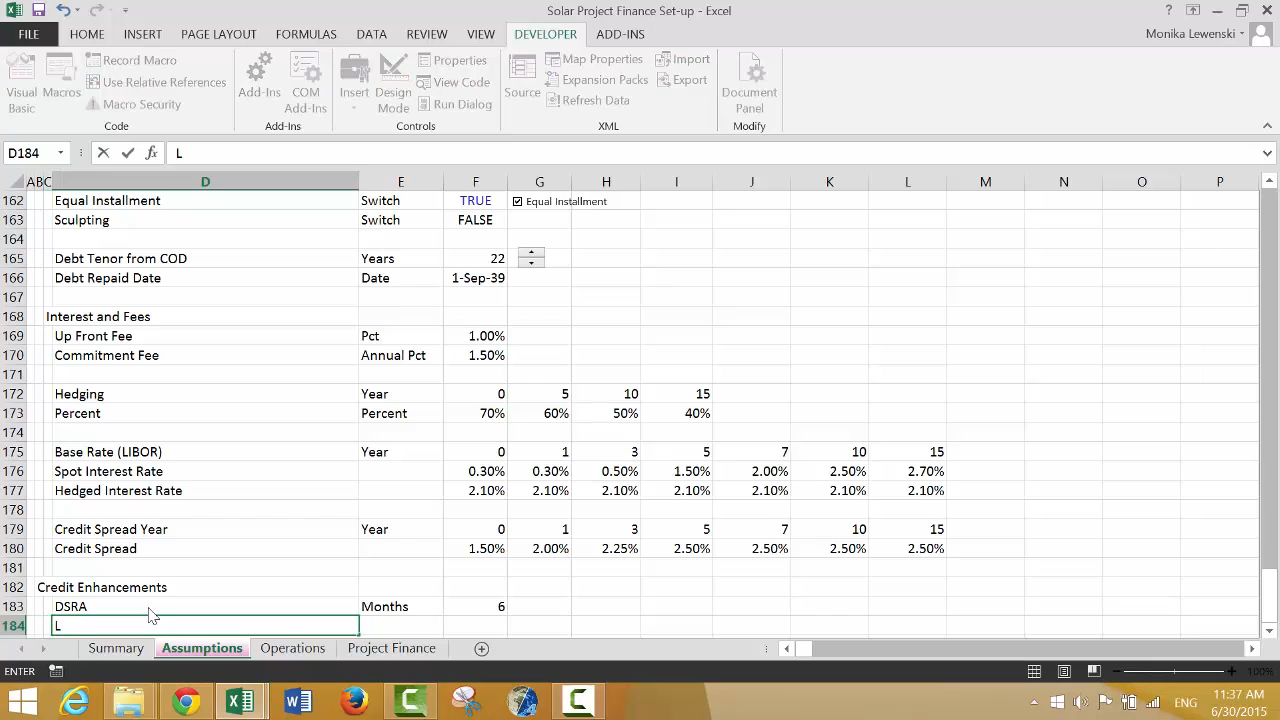 Solar Project Finance Set-up - Excel
FILE HOME INSERT PAGE LAYOUT FORMULAS DATA REVIEW VIEW DEVELOPER ADD-INS Monika Lewenski
Visual Basic
Macros
Record Macro
Use Relative References
Macro Security
Code
Add-Ins
COM Add-Ins
Add-Ins
Insert
Design Mode
Properties
View Code
Run Dialog
Controls
Source
Map Properties
Expansion Packs
Refresh Data
Import
Export
XML
Document Panel
Modify
D184 L
A B C D E F G H I J K L M N O P
162 Equal Installment Switch TRUE Equal Installment
163 Sculpting Switch FALSE
164
165 Debt Tenor from COD Years 22
166 Debt Repaid Date Date 1-Sep-39
167
168 Interest and Fees
169 Up Front Fee Pct 1.00%
170 Commitment Fee Annual Pct 1.50%
171
172 Hedging Year 0 5 10 15
173 Percent Percent 70% 60% 50% 40%
174
175 Base Rate (LIBOR) Year 0 1 3 5 7 10 15
176 Spot Interest Rate 0.30% 0.30% 0.50% 1.50% 2.00% 2.50% 2.70%
177 Hedged Interest Rate 2.10% 2.10% 2.10% 2.10% 2.10% 2.10% 2.10%
178
179 Credit Spread Year Year 0 1 3 5 7 10 15
180 Credit Spread 1.50% 2.00% 2.25% 2.50% 2.50% 2.50% 2.50%
181
182 Credit Enhancements
183 DSRA Months 6
184 L
Summary Assumptions Operations Project Finance
ENTER 100%
ENG 11:37 AM
6/30/2015